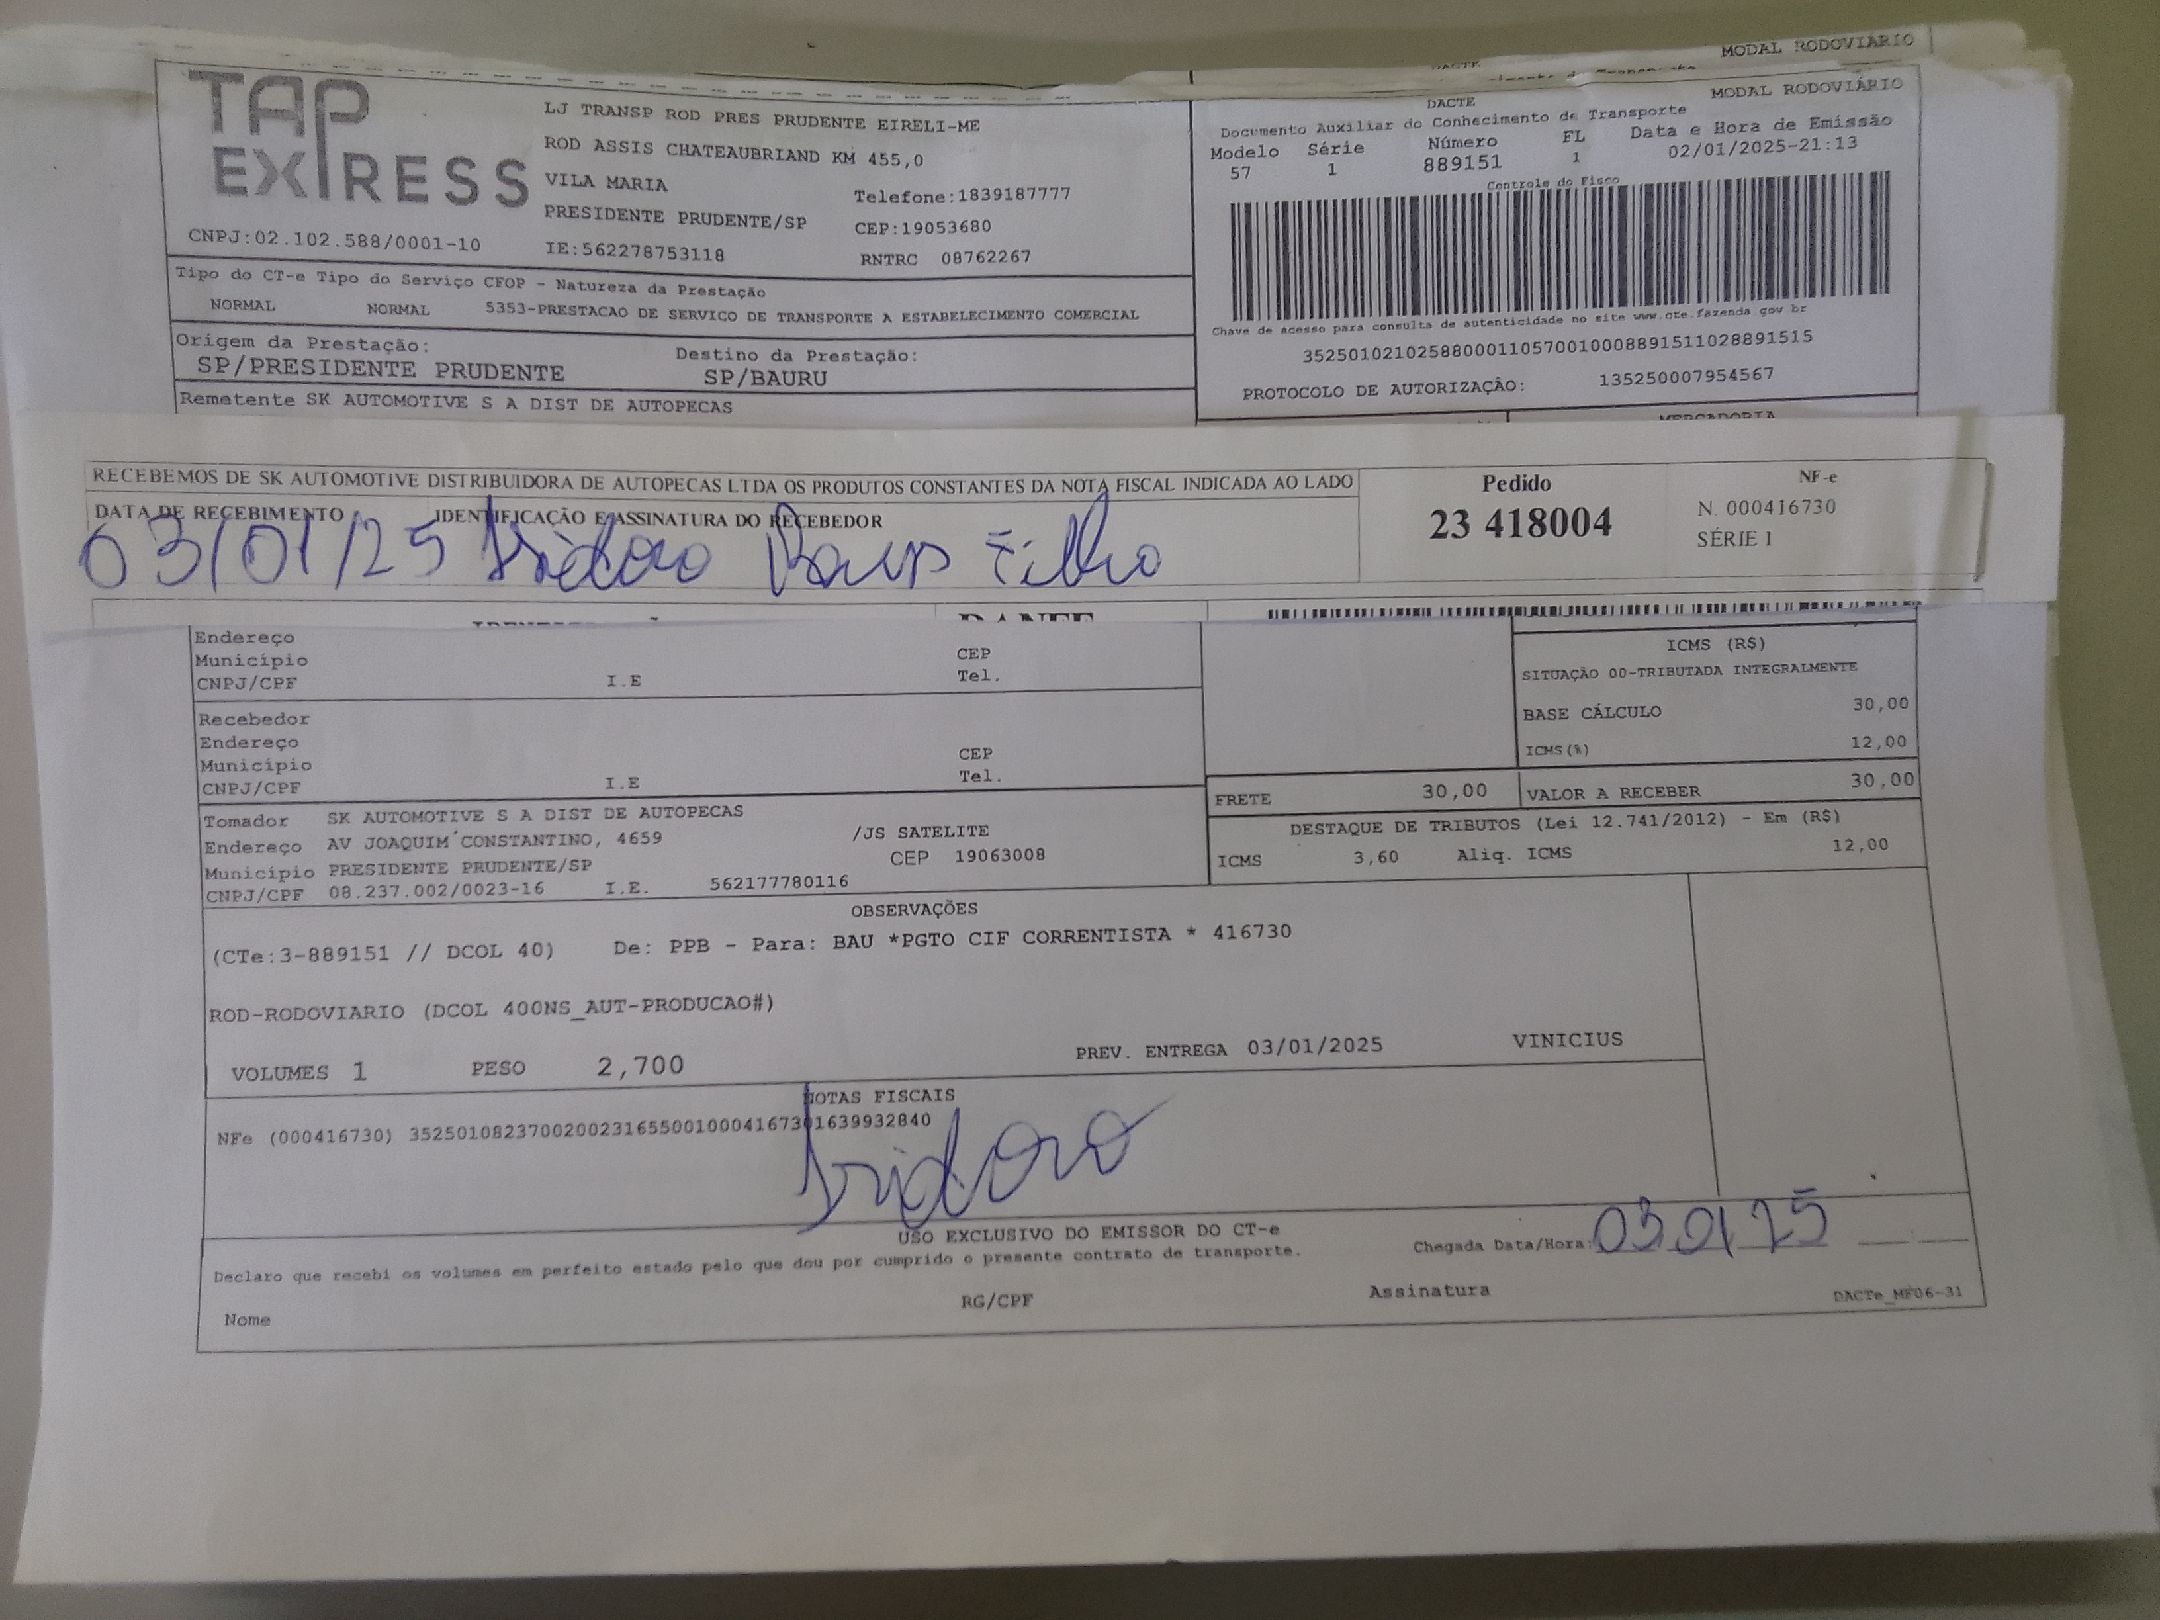 MODAL RODOVIÁRIO
TAP EXPRESS
LJ TRANSP ROD PRES PRUDENTE EIRELI-ME
ROD ASSIS CHATEAUBRIAND KM 455,0
VILA MARIA Telefone:1839187777
PRESIDENTE PRUDENTE/SP CEP:19053680
CNPJ:02.102.588/0001-10 IE:562278753118 RNTRC 08762267
DACTE MODAL RODOVIÁRIO
Documento Auxiliar do Conhecimento de Transporte
Modelo Série Número FL Data e Hora de Emissão
57 1 889151 1 02/01/2025-21:13
Controle do Fisco
Chave de acesso para consulta de autenticidade no site www.cte.fazenda gov br
35250102102588000110570010008891511028891515
PROTOCOLO DE AUTORIZAÇÃO: 135250007954567
Tipo do CT-e Tipo do Serviço CFOP - Natureza da Prestação
NORMAL NORMAL 5353-PRESTACAO DE SERVICO DE TRANSPORTE A ESTABELECIMENTO COMERCIAL
Origem da Prestação: Destino da Prestação:
SP/PRESIDENTE PRUDENTE SP/BAURU
Remetente SK AUTOMOTIVE S A DIST DE AUTOPECAS
MERCADORIA
RECEBEMOS DE SK AUTOMOTIVE DISTRIBUIDORA DE AUTOPECAS LTDA OS PRODUTOS CONSTANTES DA NOTA FISCAL INDICADA AO LADO
DATA DE RECEBIMENTO IDENTIFICAÇÃO E ASSINATURA DO RECEBEDOR
03/01/25 Isidoro Filho
Pedido
23 418004
NF-e
N. 000416730
SÉRIE 1
DANFE
Endereço
Município CEP
CNPJ/CPF I.E Tel.
Recebedor
Endereço
Município CEP
CNPJ/CPF I.E Tel.
ICMS (R$)
SITUAÇÃO 00-TRIBUTADA INTEGRALMENTE
BASE CÁLCULO 30,00
ICMS(%) 12,00
FRETE 30,00 VALOR A RECEBER 30,00
DESTAQUE DE TRIBUTOS (Lei 12.741/2012) - Em (R$)
ICMS 3,60 Aliq. ICMS 12,00
Tomador SK AUTOMOTIVE S A DIST DE AUTOPECAS
Endereço AV JOAQUIM´CONSTANTINO, 4659 /JS SATELITE
Município PRESIDENTE PRUDENTE/SP CEP 19063008
CNPJ/CPF 08.237.002/0023-16 I.E. 562177780116
OBSERVAÇÕES
(CTe:3-889151 // DCOL 40) De: PPB - Para: BAU *PGTO CIF CORRENTISTA * 416730
ROD-RODOVIARIO (DCOL 400NS_AUT-PRODUCAO#)
VOLUMES 1 PESO 2,700 PREV. ENTREGA 03/01/2025 VINICIUS
NOTAS FISCAIS
NFe (000416730) 35250108237002002316550010004167301639932840
Isidoro
USO EXCLUSIVO DO EMISSOR DO CT-e
Declaro que recebi os volumes em perfeito estado pelo que dou por cumprido o presente contrato de transporte. Chegada Data/Hora: 03 01 25
Nome RG/CPF Assinatura DACTe_MF06-31